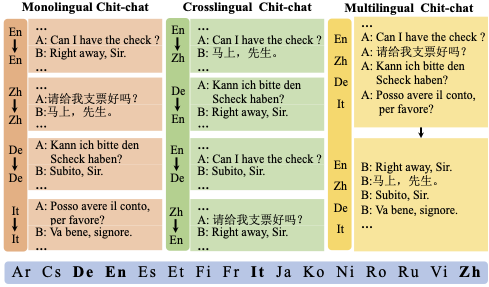 Monolingual Chit-chat
En
En
...
A: Can I have the check ?
B: Right away, Sir.
...
Zh
Zh
...
A:请给我支票好吗?
B:马上，先生。
...
De
De
A: Kann ich bitte den
Scheck haben?
B: Subito, Sir.
...
It
It
A: Posso avere il conto,
per favore?
B: Va bene, signore.
...
Crosslingual Chit-chat
En
Zh
...
A: Can I have the check ?
B: 马上，先生。
...
De
En
A: Kann ich bitte den
Scheck haben?
B: Right away, Sir.
...
En
De
...
A: Can I have the check ?
B: Subito, Sir.
...
Zh
En
...
A:请给我支票好吗?
B: Right away, Sir.
...
Multilingual Chit-chat
En
Zh
De
It
...
A: Can I have the check ?
A: 请给我支票好吗?
A: Kann ich bitte den
Scheck haben?
A: Posso avere il conto,
per favore?
En
Zh
De
It
B: Right away, Sir.
B:马上，先生。
B: Subito, Sir.
B: Va bene, signore.
...
Ar Cs De En Es Et Fi Fr It Ja Ko Ni Ro Ru Vi Zh